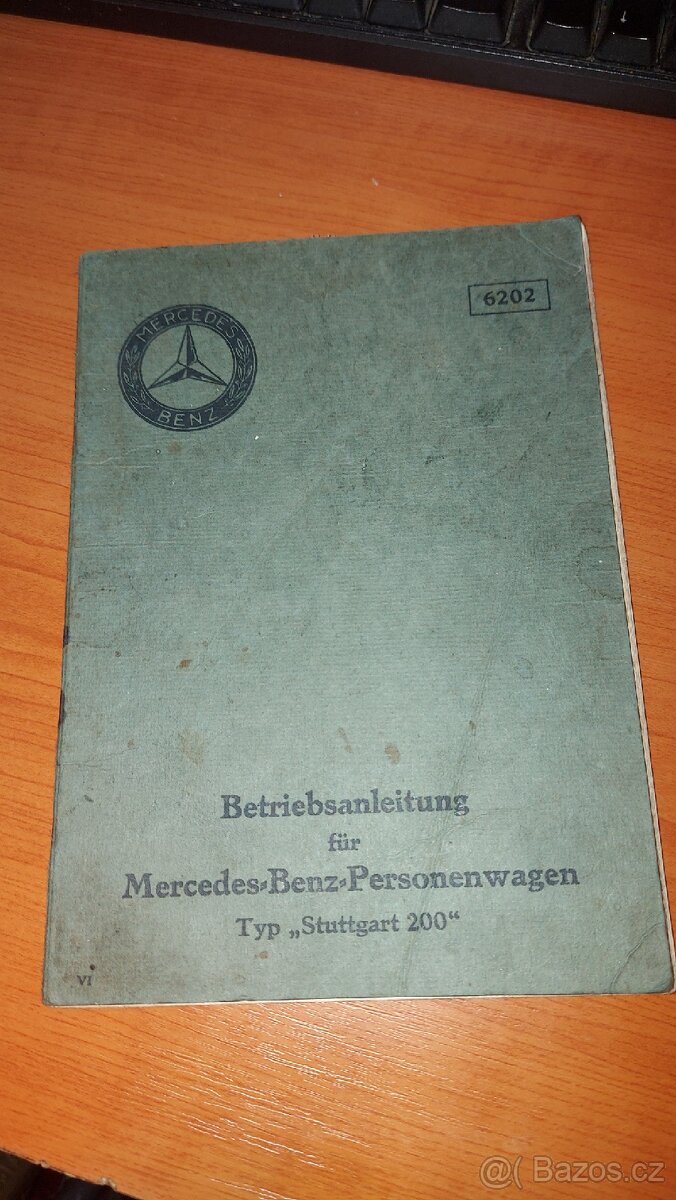 6202
MERCEDES
BENZ
Betriebsanleitung
für
Mercedes-Benz-Personenwagen
Typ „Stuttgart 200“
VI
@( Bazos.cz